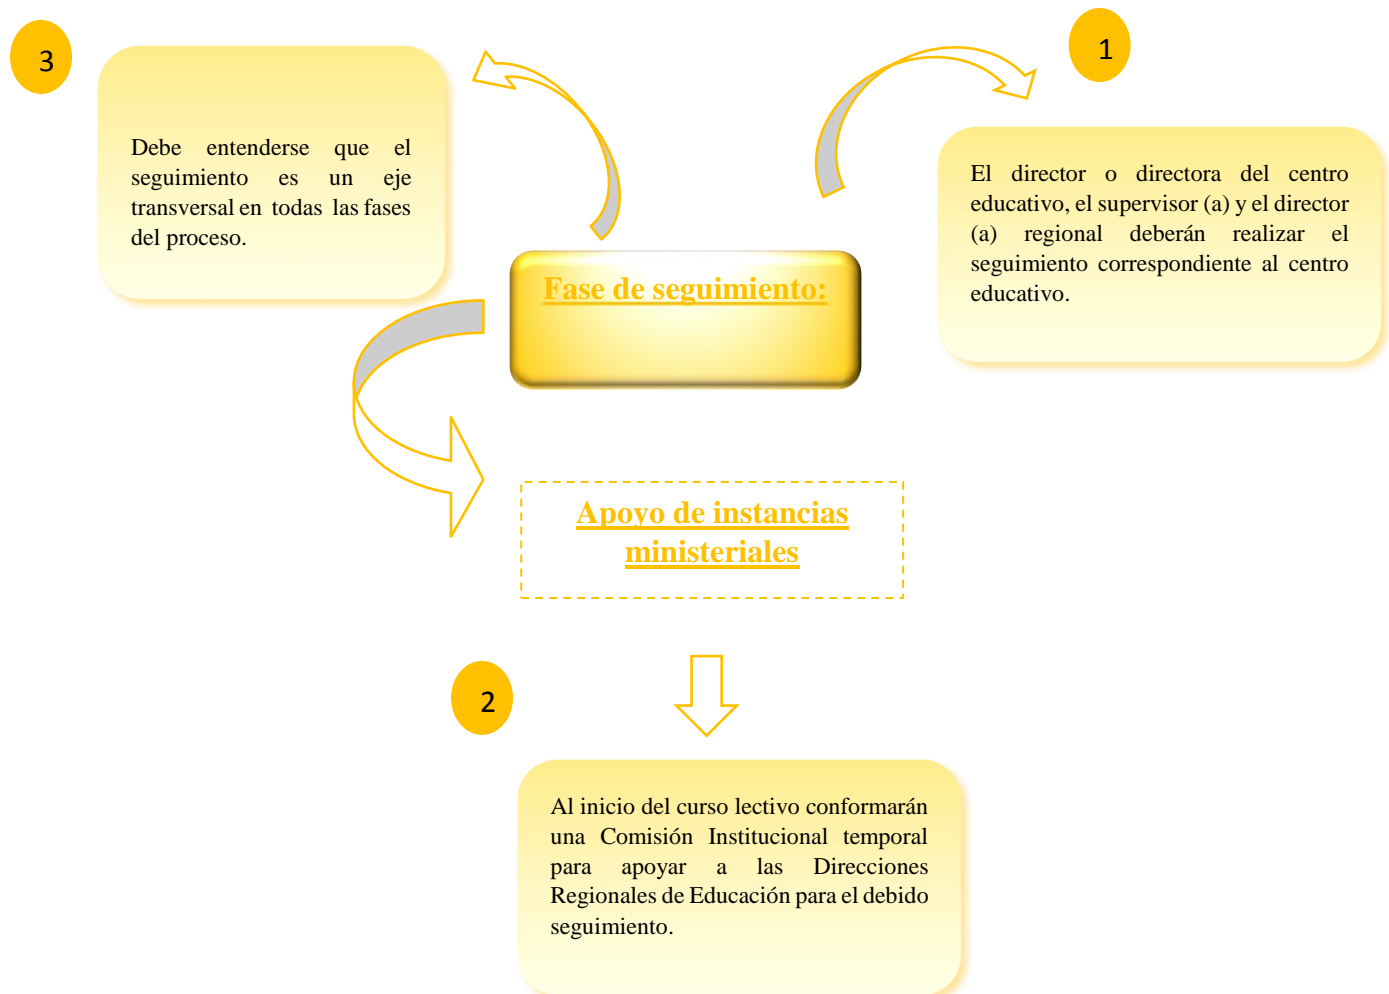 3
Debe entenderse que el
seguimiento es un eje
transversal en todas las fases
del proceso.
1
El director o directora del centro
educativo, el supervisor (a) y el director
(a) regional deberán realizar el
seguimiento correspondiente al centro
educativo.
Fase de seguimiento:
Apoyo de instancias
ministeriales
2
Al inicio del curso lectivo conformarán
una Comisión Institucional temporal
para apoyar a las Direcciones
Regionales de Educación para el debido
seguimiento.